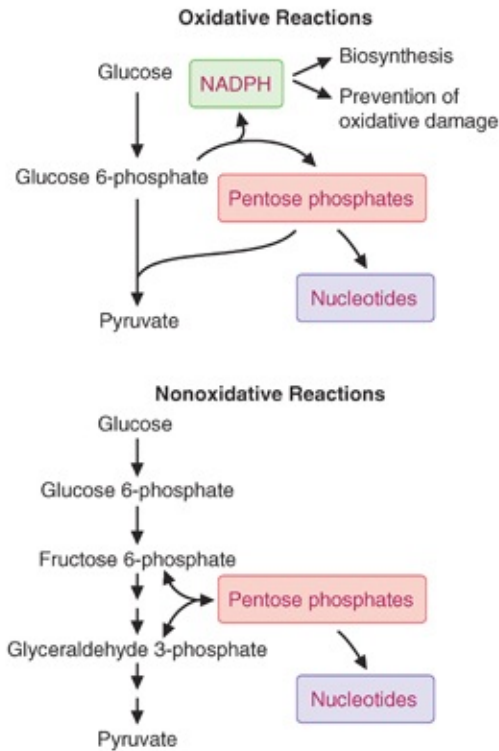 Oxidative Reactions
Glucose
NADPH
Biosynthesis
Prevention of
oxidative damage
Glucose 6-phosphate
Pentose phosphates
Nucleotides
Pyruvate
Nonoxidative Reactions
Glucose
Glucose 6-phosphate
Fructose 6-phosphate
Pentose phosphates
Glyceraldehyde 3-phosphate
Nucleotides
Pyruvate